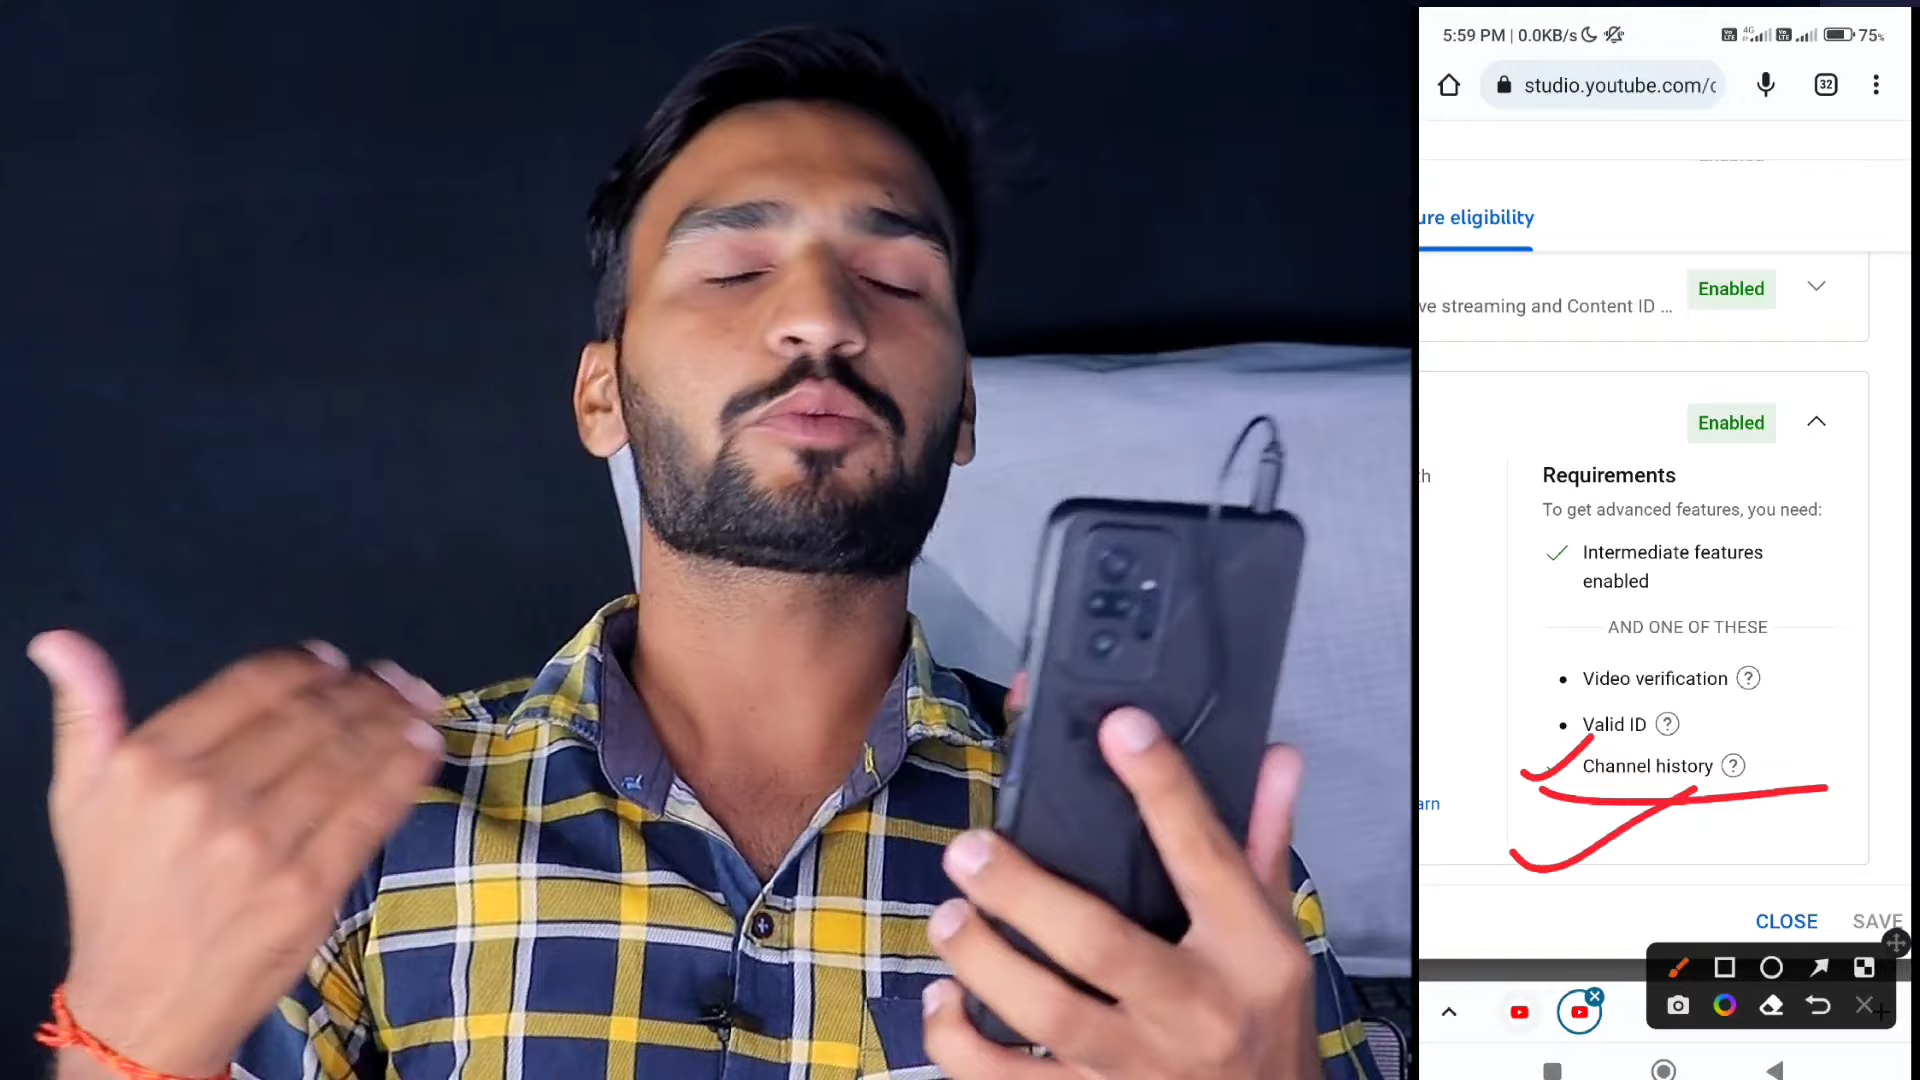 5:59 PM | 0.0KB/s
4G
75%
32
studio.youtube.com/c
ure eligibility
Enabled
ve streaming and Content ID ...
Enabled
Requirements
To get advanced features, you need:
Intermediate features
enabled
AND ONE OF THESE
Video verification
Valid ID
Channel history
arn
CLOSE SAVE